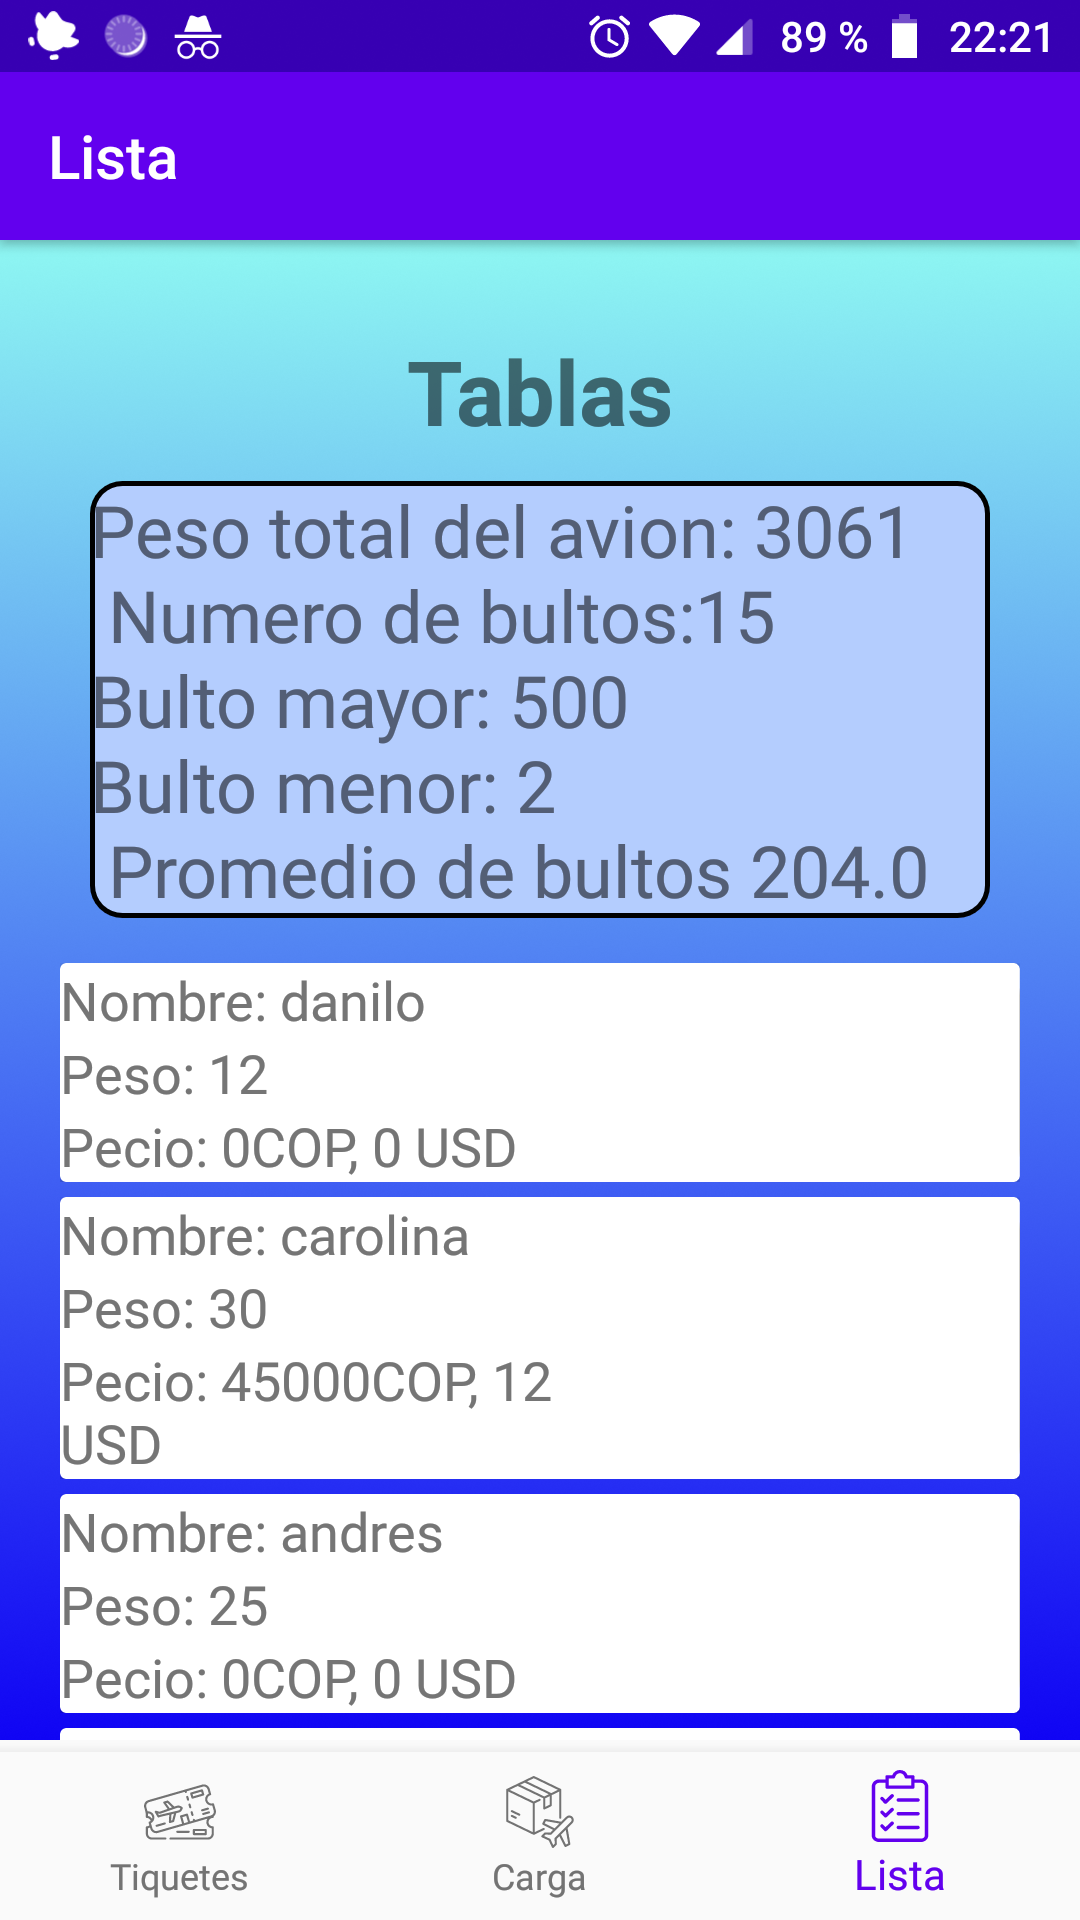 89 % 22:21
Lista
Tablas
Peso total del avion: 3061
Numero de bultos:15
Bulto mayor: 500
Bulto menor: 2
Promedio de bultos 204.0
Nombre: danilo
Peso: 12
Pecio: 0COP, 0 USD
Nombre: carolina
Peso: 30
Pecio: 45000COP, 12
USD
Nombre: andres
Peso: 25
Pecio: 0COP, 0 USD
Tiquetes Carga Lista